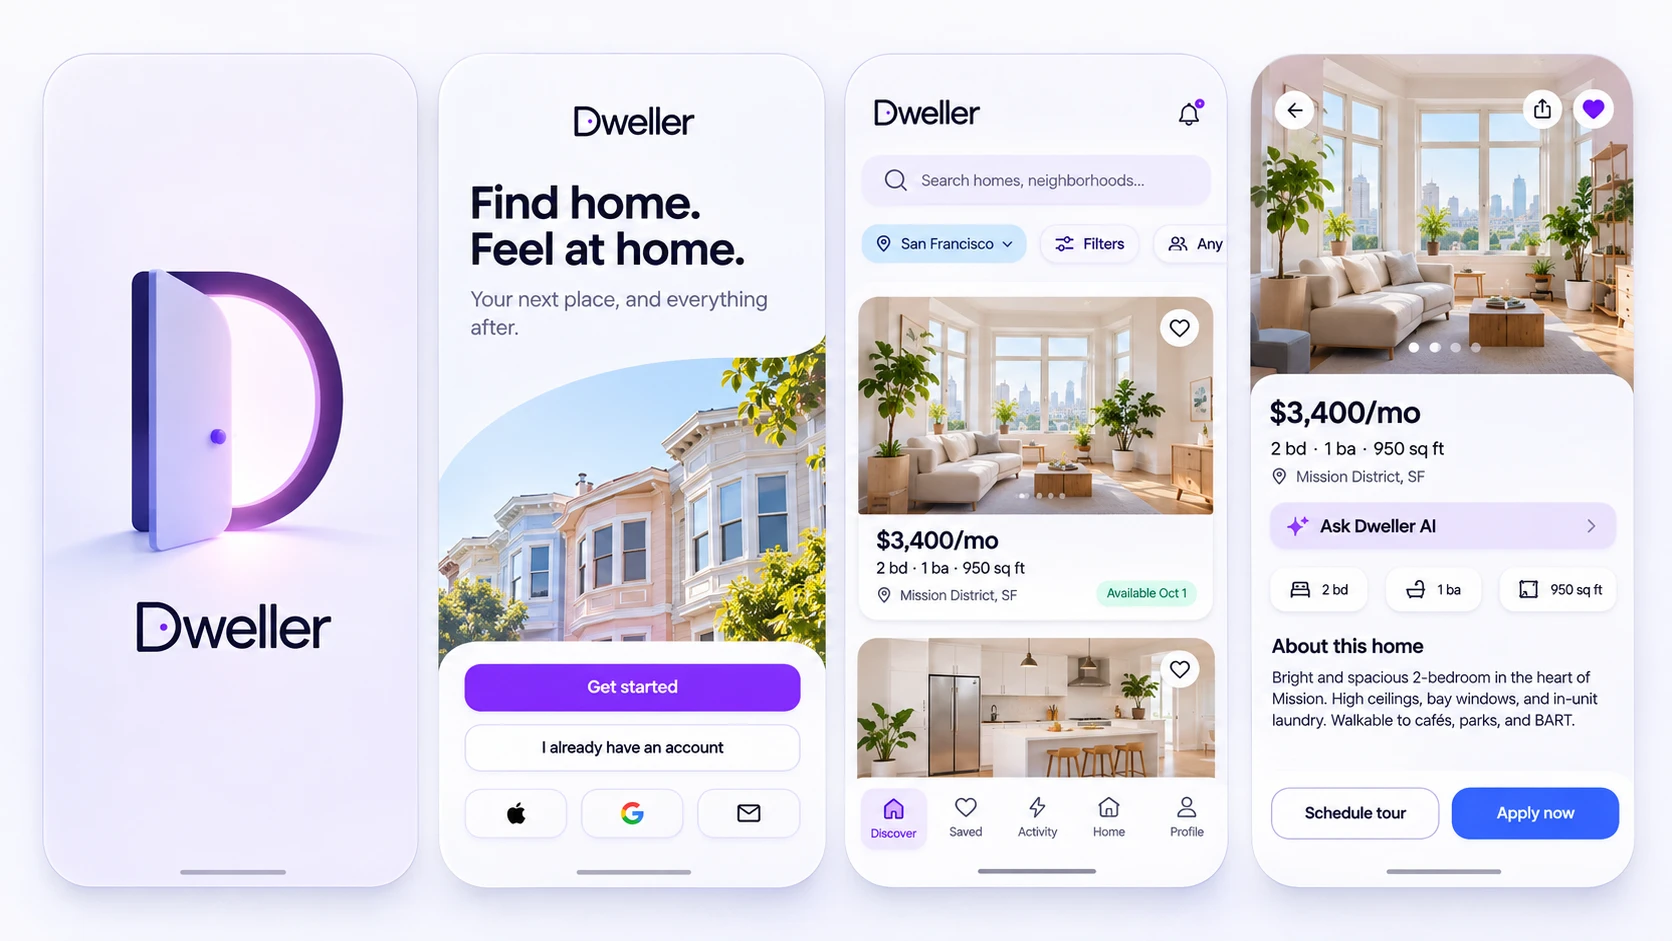 Dweller
Dweller
Find home.
Feel at home.
Your next place, and everything
after.
Get started
I already have an account
Dweller
Search homes, neighborhoods...
San Francisco
Filters
Any
$3,400/mo
2 bd · 1 ba · 950 sq ft
Mission District, SF
Available Oct 1
Discover
Saved
Activity
Home
Profile
$3,400/mo
2 bd · 1 ba · 950 sq ft
Mission District, SF
Ask Dweller AI
2 bd
1 ba
950 sq ft
About this home
Bright and spacious 2-bedroom in the heart of
Mission. High ceilings, bay windows, and in-unit
laundry. Walkable to cafés, parks, and BART.
Schedule tour
Apply now